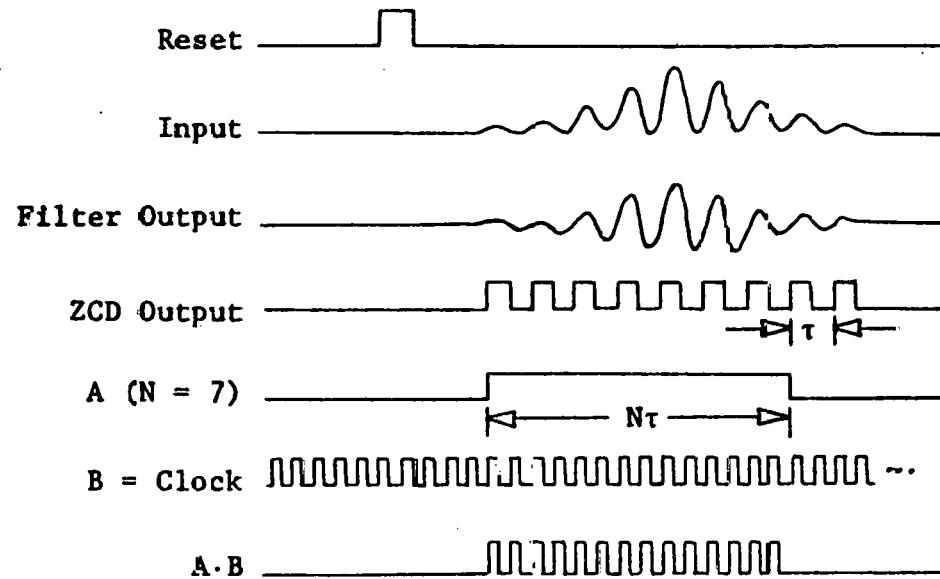 Reset
Input
Filter Output
ZCD Output
τ
A (N = 7)
Nτ
B = Clock
A·B